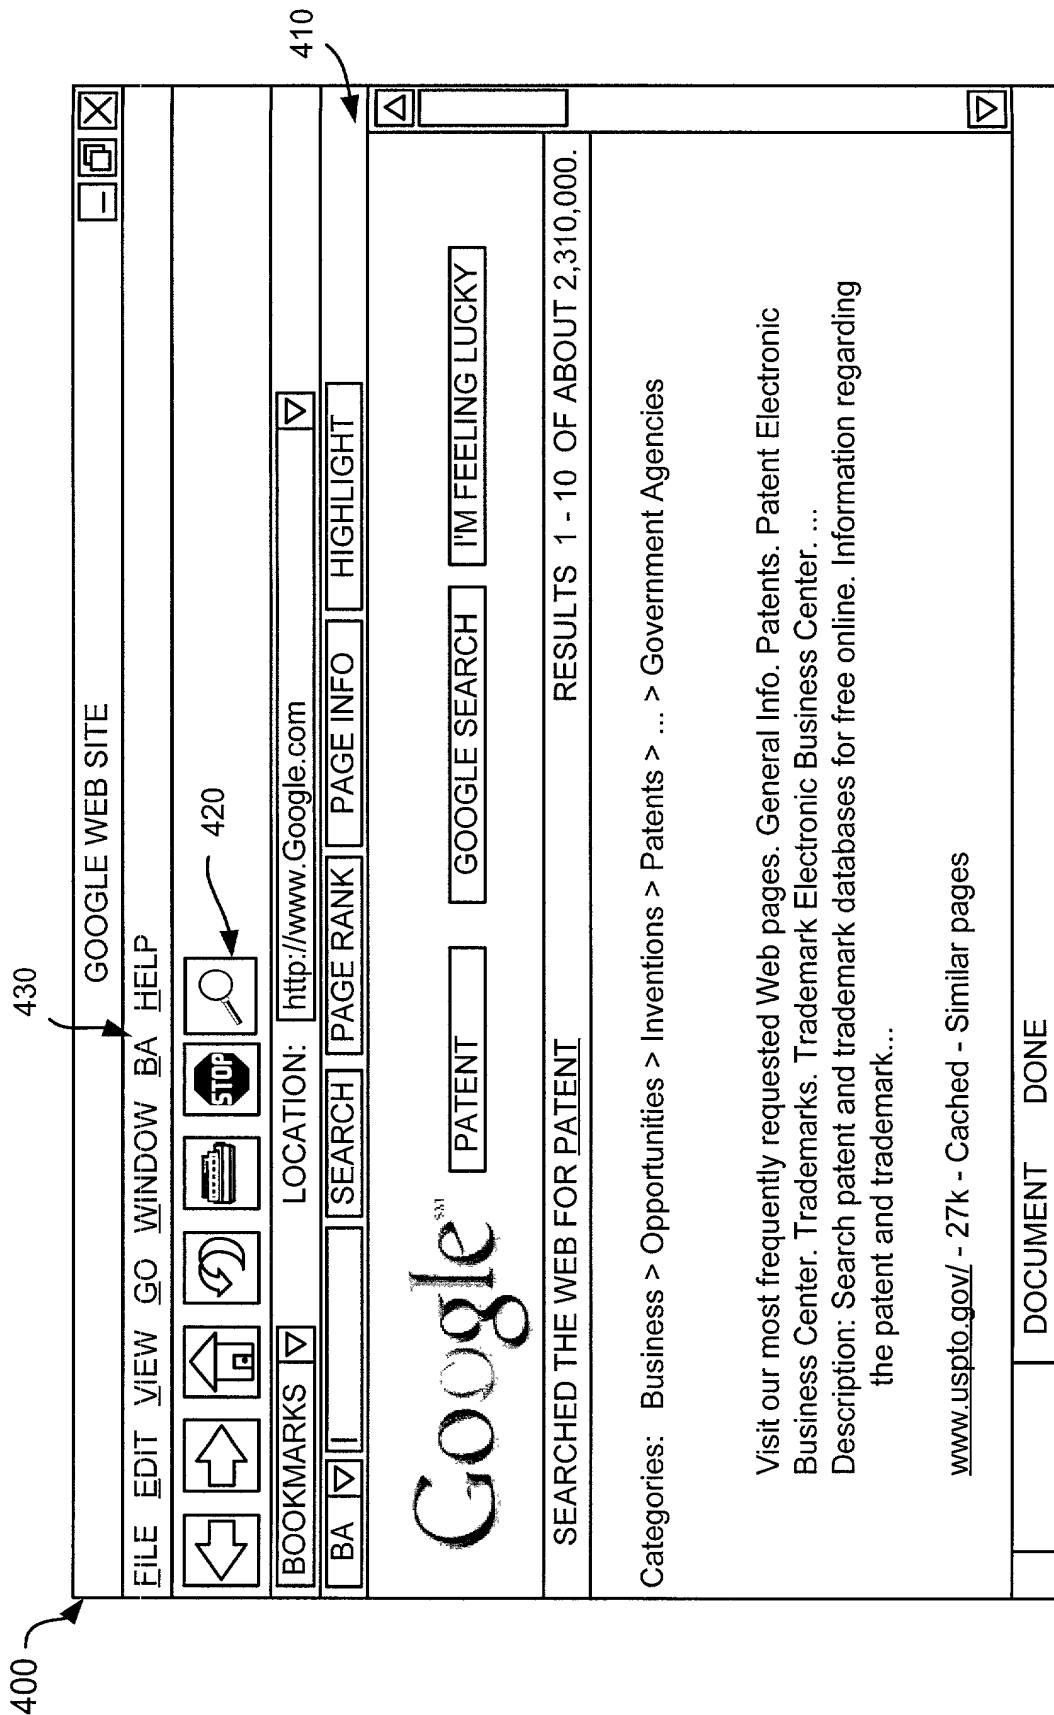 400
430
420
410
GOOGLE WEB SITE
FILE EDIT VIEW GO WINDOW BA HELP
STOP
BOOKMARKS LOCATION: http://www.Google.com
BA SEARCH PAGE RANK PAGE INFO HIGHLIGHT
Google SM PATENT GOOGLE SEARCH I'M FEELING LUCKY
SEARCHED THE WEB FOR PATENT RESULTS 1 - 10 OF ABOUT 2,310,000.
Categories: Business > Opportunities > Inventions > Patents > ... > Government Agencies
Visit our most frequently requested Web pages. General Info. Patents. Patent Electronic
Business Center. Trademarks. Trademark Electronic Business Center. ...
Description: Search patent and trademark databases for free online. Information regarding
the patent and trademark...
www.uspto.gov/ - 27k - Cached - Similar pages
DOCUMENT DONE